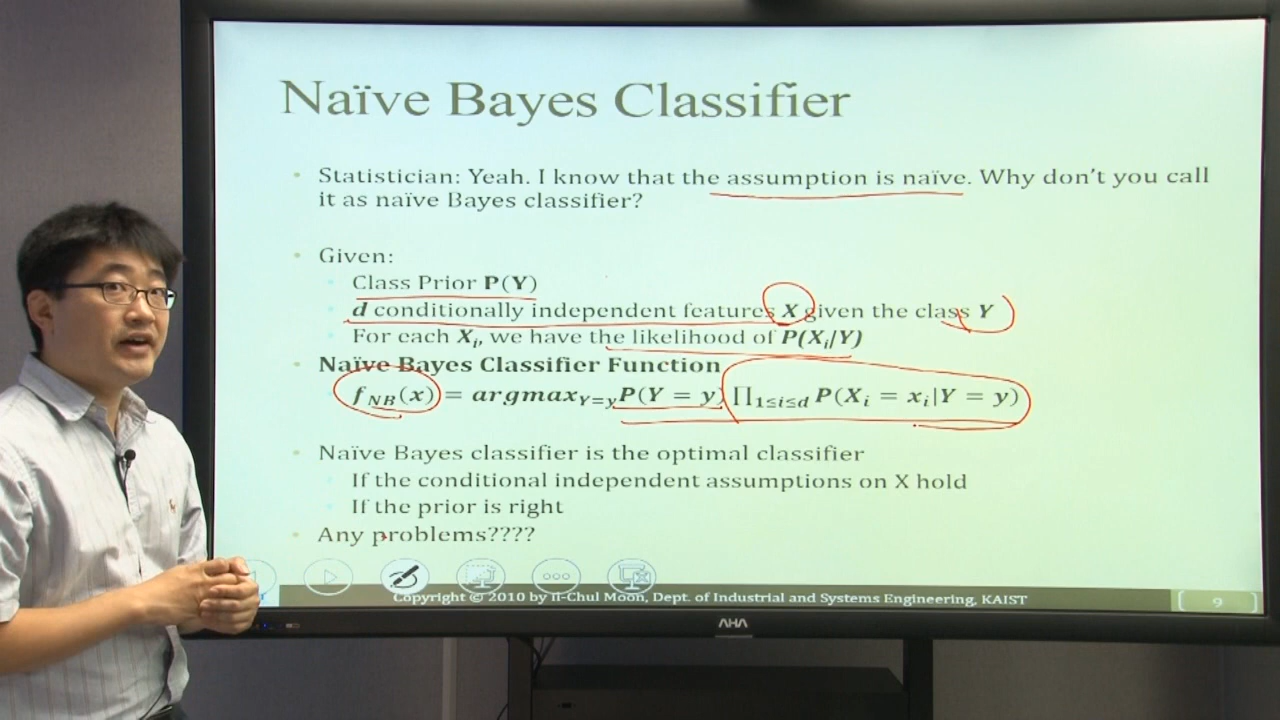 Naïve Bayes Classifier
Statistician: Yeah. I know that the assumption is naïve. Why don't you call
it as naïve Bayes classifier?
Given:
Class Prior P(Y)
d conditionally independent features X given the class Y
For each Xᵢ, we have the likelihood of P(Xᵢ|Y)
Naïve Bayes Classifier Function
f_NB(x) = argmax_{Y=y} P(Y = y) ∏_{1≤i≤d} P(Xᵢ = xᵢ|Y = y)
Naïve Bayes classifier is the optimal classifier
If the conditional independent assumptions on X hold
If the prior is right
Any problems????
Copyright © 2010 by Il-Chul Moon, Dept. of Industrial and Systems Engineering, KAIST
9
AHA